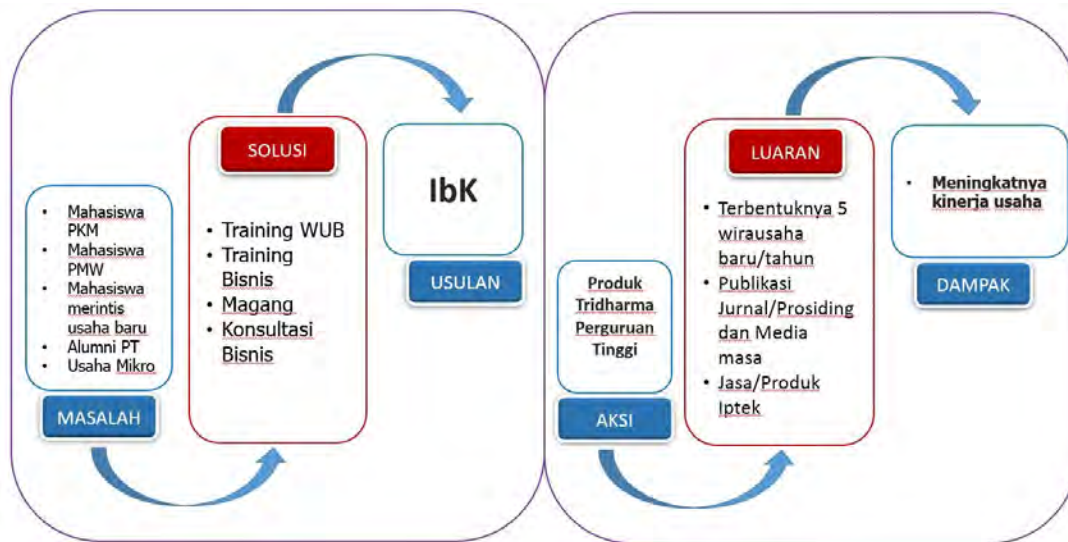 • Mahasiswa
PKM
• Mahasiswa
PMW
• Mahasiswa
merintis
usaha baru
• Alumni PT
• Usaha Mikro
MASALAH
SOLUSI
• Training WUB
• Training
Bisnis
• Magang
• Konsultasi
Bisnis
IbK
USULAN
Produk
Tridharma
Perguruan
Tinggi
AKSI
LUARAN
• Terbentuknya 5
wirausaha
baru/tahun
• Publikasi
Jurnal/Prosiding
dan Media
masa
• Jasa/Produk
Iptek
• Meningkatnya
kinerja usaha
DAMPAK